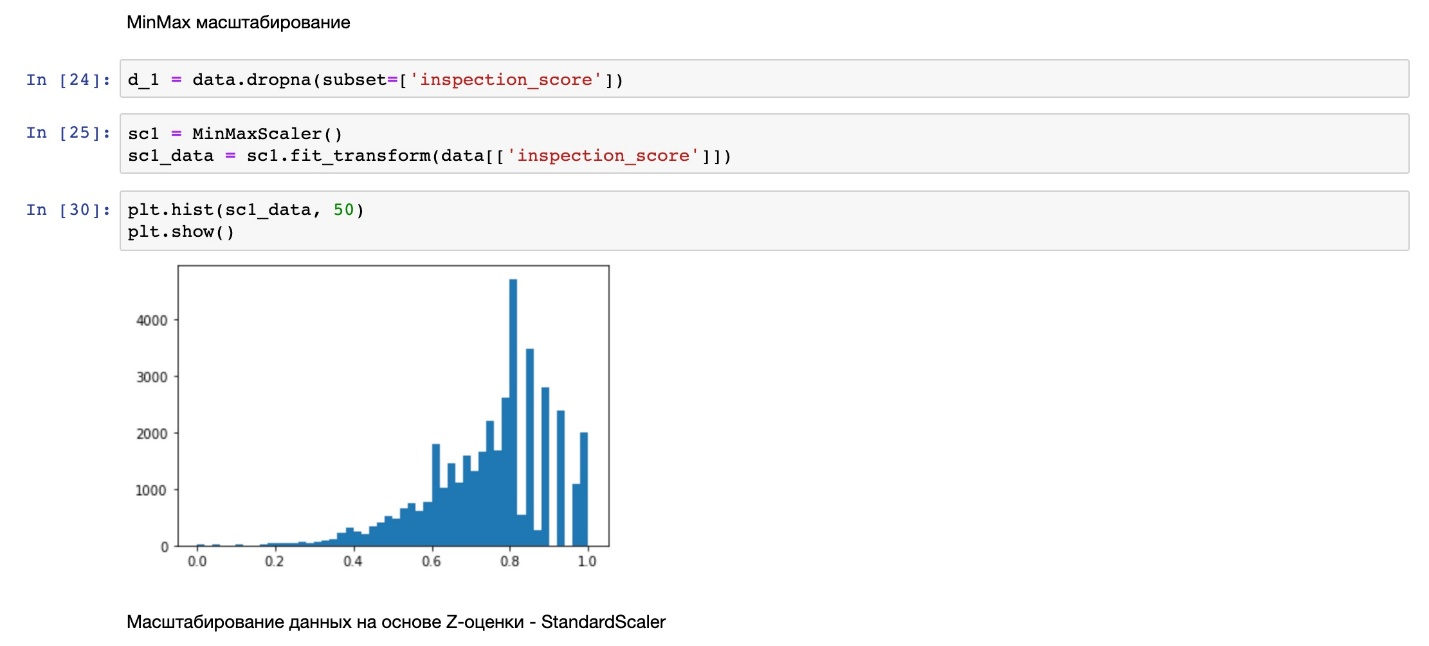 MinMax масштабирование
In [24]: d_1 = data.dropna(subset=['inspection_score'])
In [25]: sc1 = MinMaxScaler()
sc1_data = sc1.fit_transform(data[['inspection_score']])
In [30]: plt.hist(sc1_data, 50)
plt.show()
4000
3000
2000
1000
0
0.0 0.2 0.4 0.6 0.8 1.0
Масштабирование данных на основе Z-оценки - StandardScaler